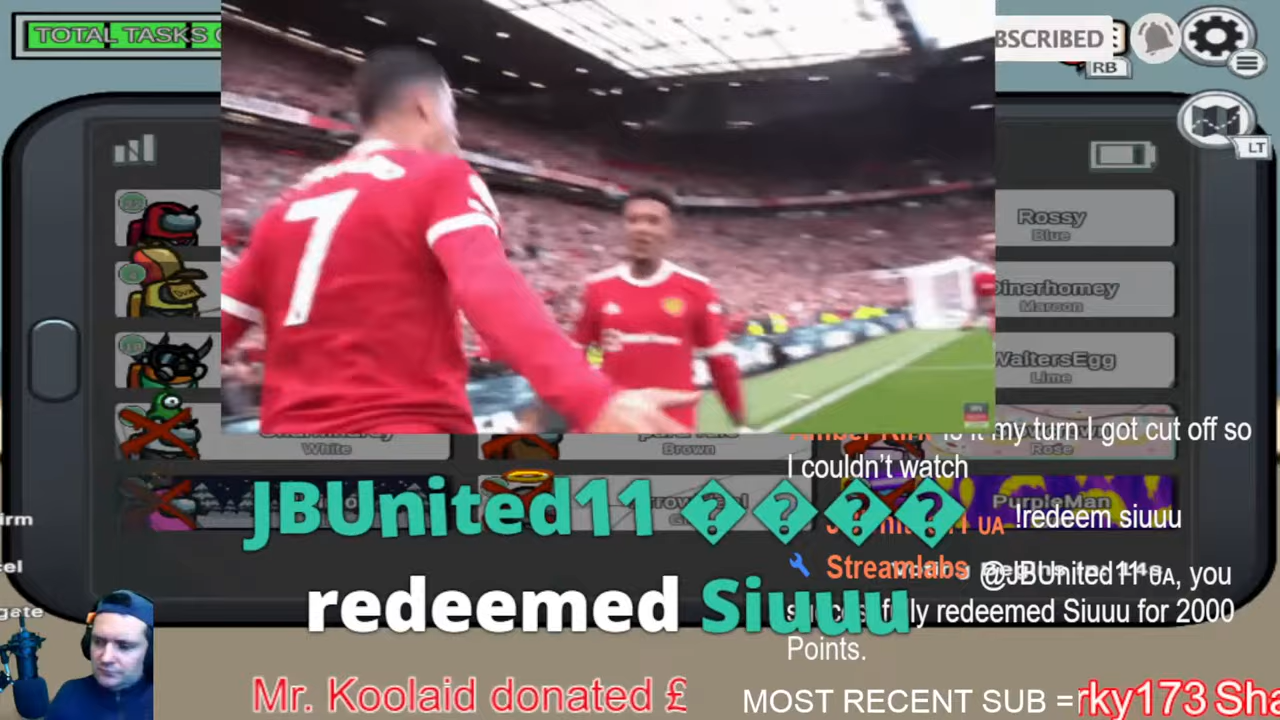 TOTAL TASKS
BSCRIBED
RB
LT
7
Rossy
Blue
Dinerhomey
Maroon
WaltersEgg
Lime
White
Brown
Rose
PurpleMan
is it my turn I got cut off so
I couldn't watch
!redeem siuuu
Streamlabs @JBUnited11 UA, you
successfully redeemed Siuuu for 2000
Points.
JBUnited11 ����
redeemed Siuuu
Mr. Koolaid donated £
MOST RECENT SUB =
rky173 Sha